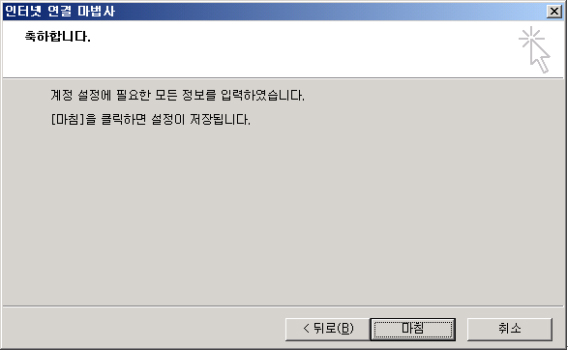 인터넷 연결 마법사
축하합니다.
계정 설정에 필요한 모든 정보를 입력하였습니다.
[마침]을 클릭하면 설정이 저장됩니다.
< 뒤로(B) 마침 취소